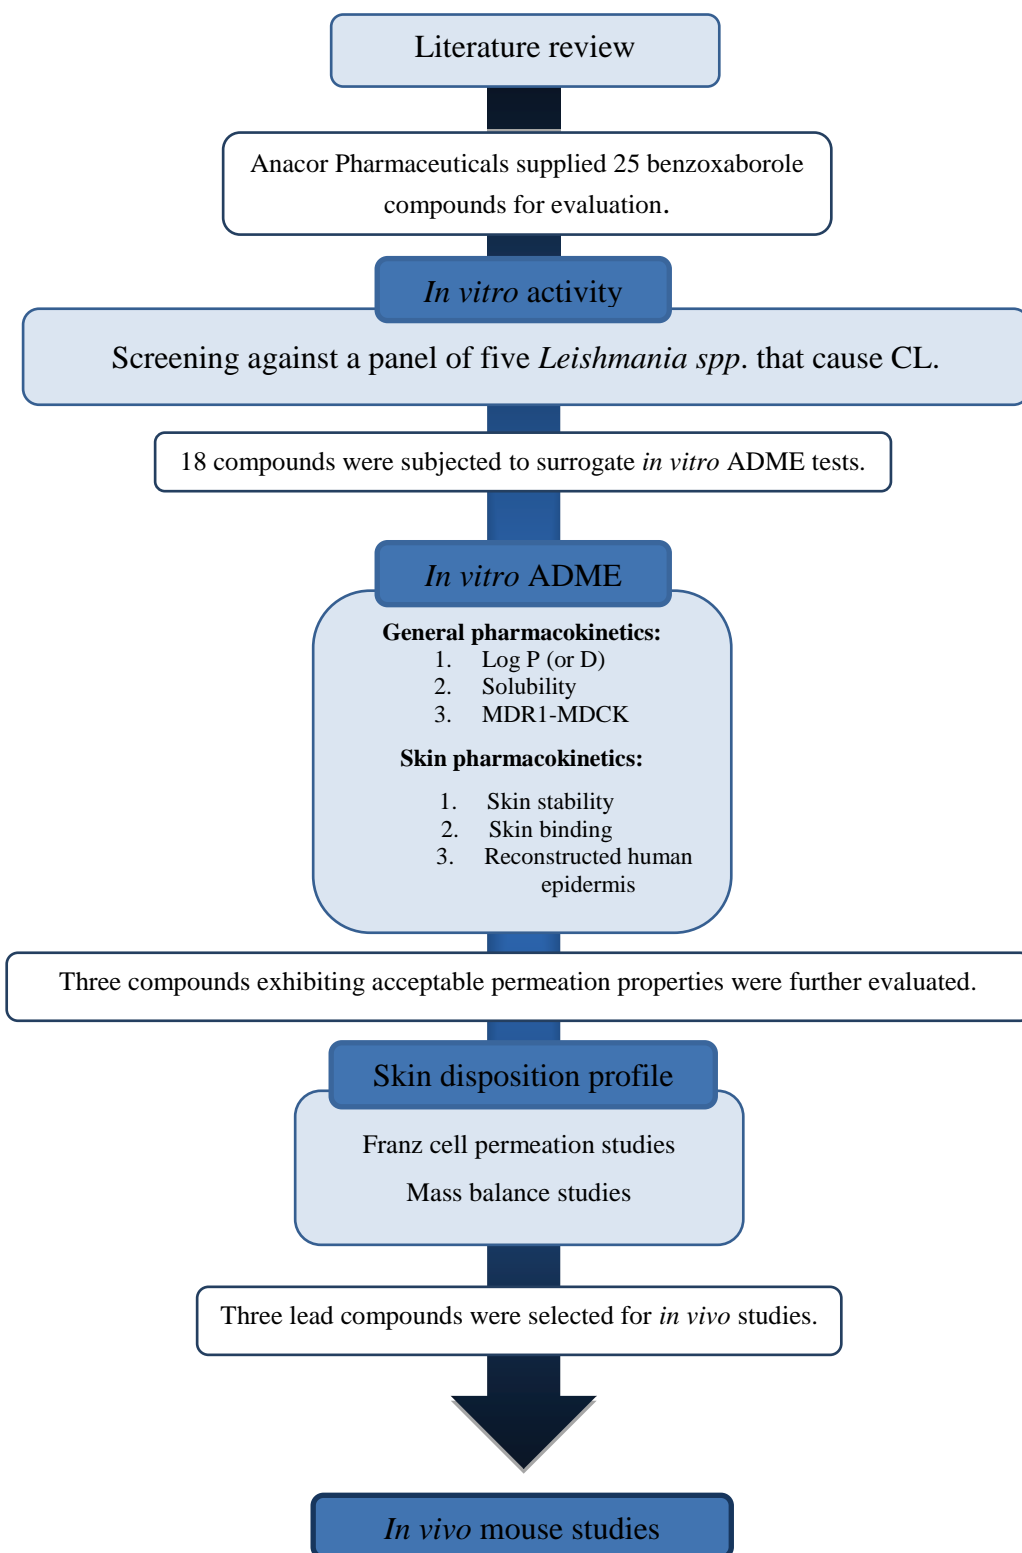 Literature review
Anacor Pharmaceuticals supplied 25 benzoxaborole
compounds for evaluation.
In vitro activity
Screening against a panel of five Leishmania spp. that cause CL.
18 compounds were subjected to surrogate in vitro ADME tests.
In vitro ADME
General pharmacokinetics:
1. Log P (or D)
2. Solubility
3. MDR1-MDCK
Skin pharmacokinetics:
1. Skin stability
2. Skin binding
3. Reconstructed human
epidermis
Three compounds exhibiting acceptable permeation properties were further evaluated.
Skin disposition profile
Franz cell permeation studies
Mass balance studies
Three lead compounds were selected for in vivo studies.
In vivo mouse studies